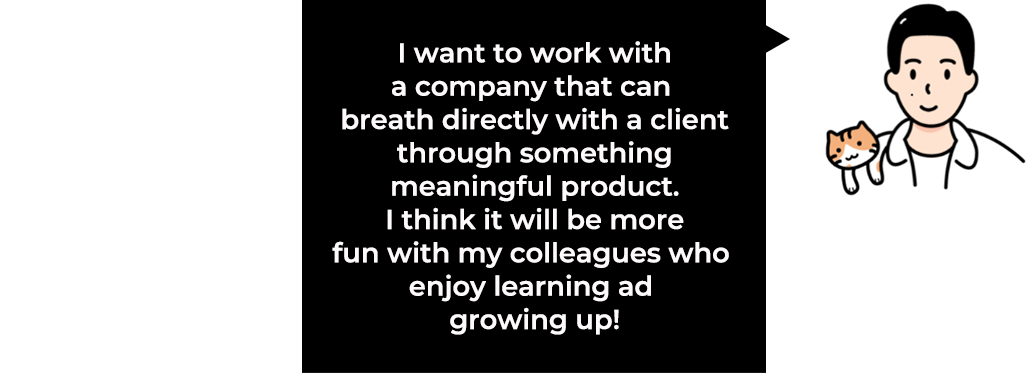 I want to work with
a company that can
breath directly with a client
through something
meaningful product.
I think it will be more
fun with my colleagues who
enjoy learning ad
growing up!